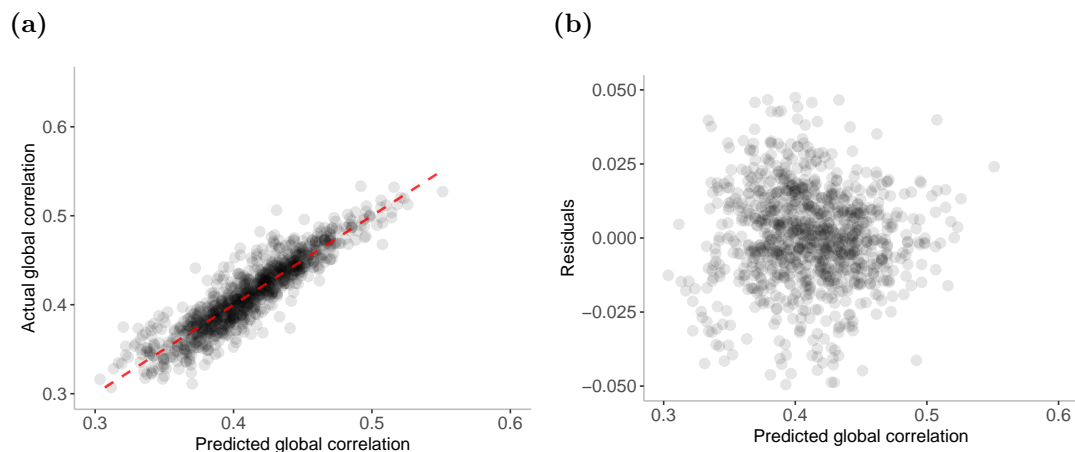 (a)
(b)
Actual global correlation
0.6
0.5
0.4
0.3
0.3 0.4 0.5 0.6
Predicted global correlation
Residuals
0.050
0.025
0.000
−0.025
−0.050
0.3 0.4 0.5 0.6
Predicted global correlation